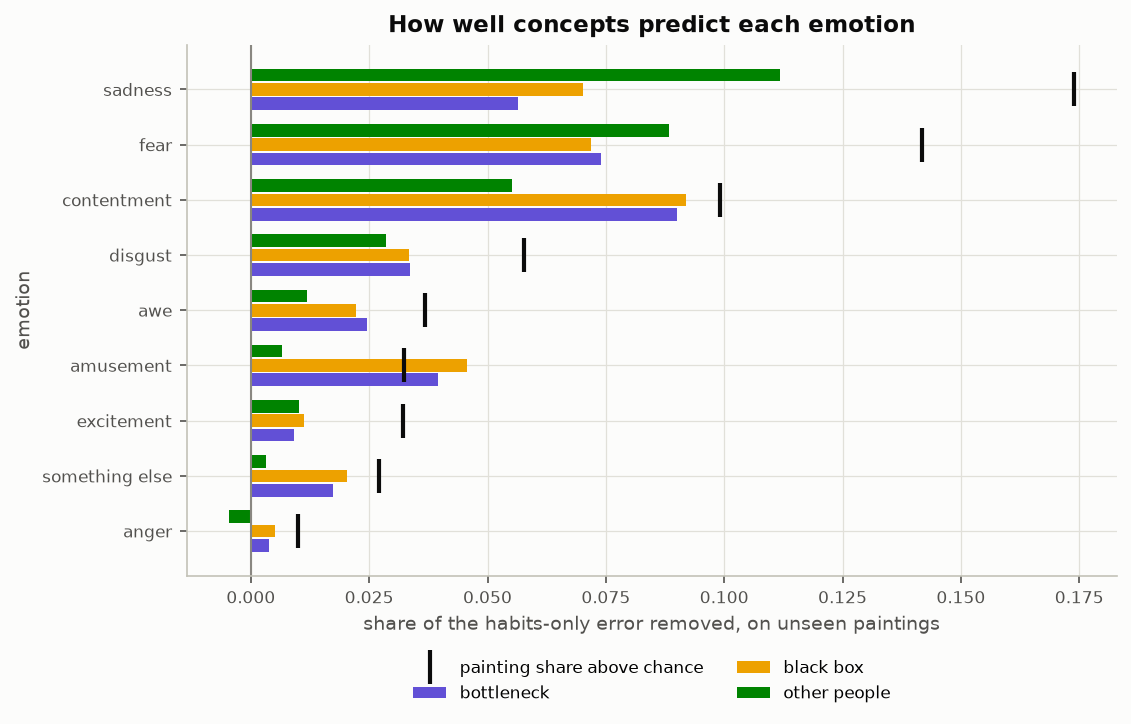 How well concepts predict each emotion
emotion
sadness
fear
contentment
disgust
awe
amusement
excitement
something else
anger
0.000 0.025 0.050 0.075 0.100 0.125 0.150 0.175
share of the habits-only error removed, on unseen paintings
painting share above chance
bottleneck
black box
other people